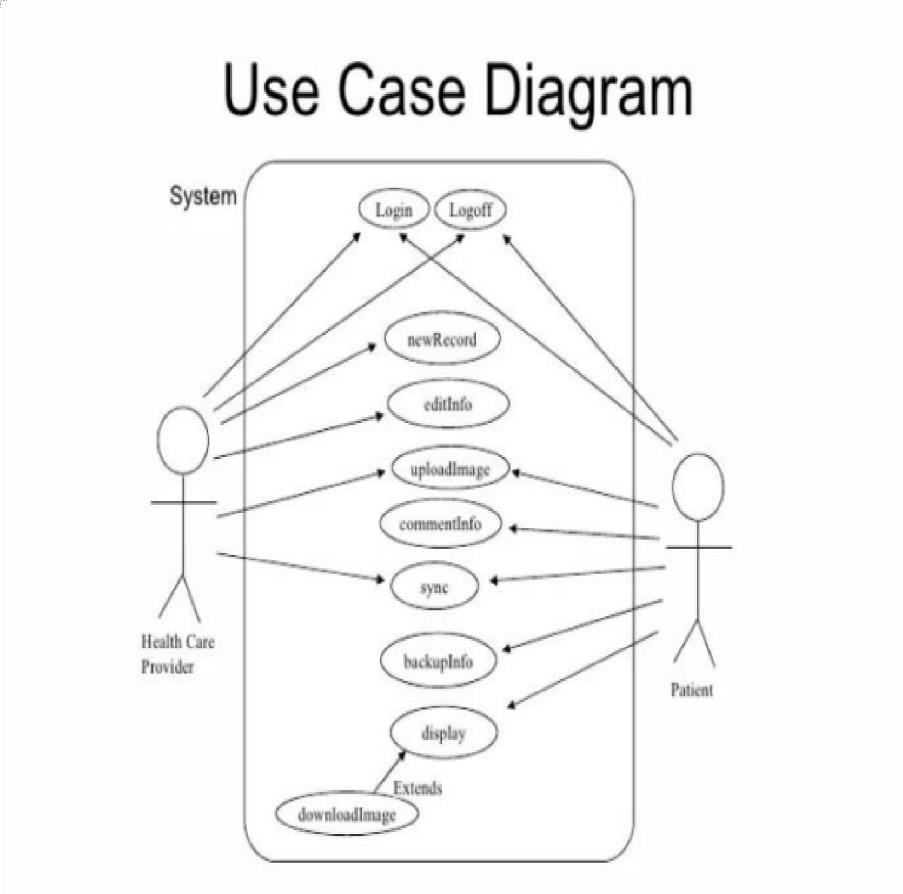 Use Case Diagram
System
Login
Logoff
newRecord
editInfo
uploadImage
commentInfo
sync
Health Care
Provider
backupInfo
Patient
display
Extends
downloadImage